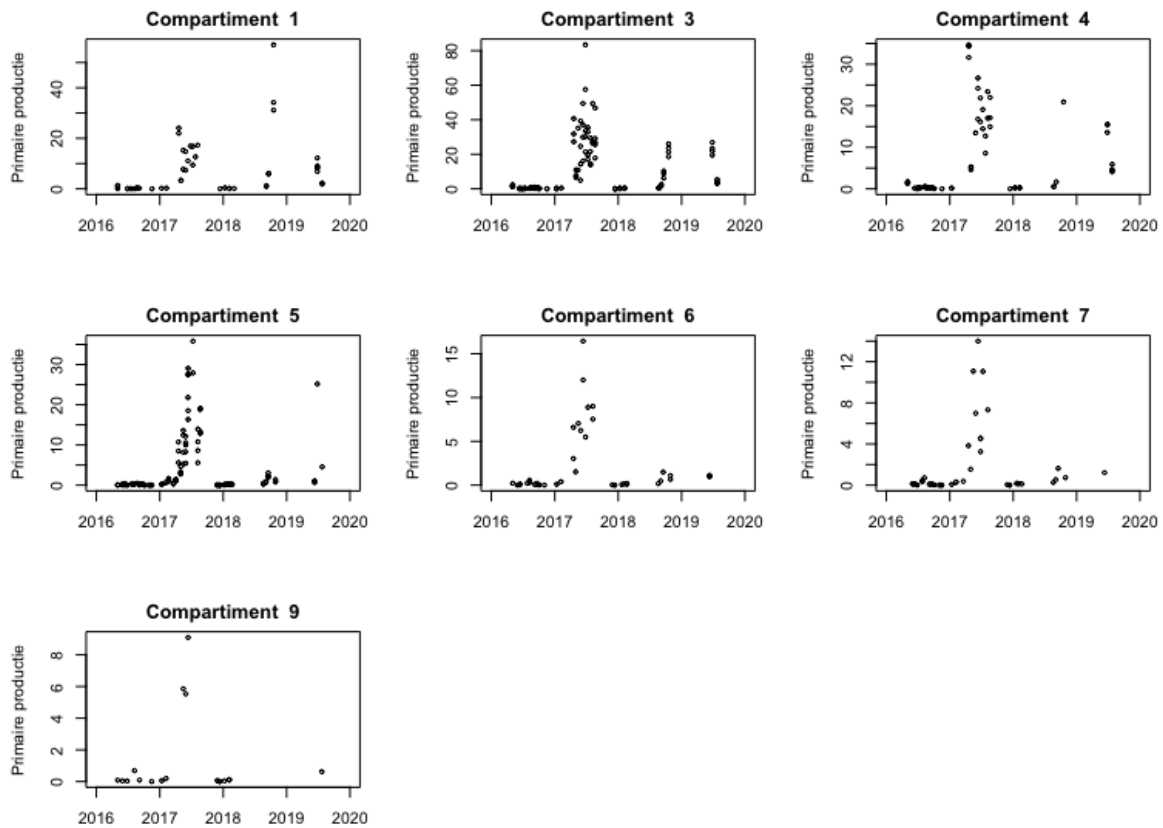 Compartiment 1
Primaire productie
0 20 40
2016 2017 2018 2019 2020
Compartiment 3
Primaire productie
0 20 40 60 80
2016 2017 2018 2019 2020
Compartiment 4
Primaire productie
0 10 20 30
2016 2017 2018 2019 2020
Compartiment 5
Primaire productie
0 10 20 30
2016 2017 2018 2019 2020
Compartiment 6
Primaire productie
0 5 10 15
2016 2017 2018 2019 2020
Compartiment 7
Primaire productie
0 4 8 12
2016 2017 2018 2019 2020
Compartiment 9
Primaire productie
0 2 4 6 8
2016 2017 2018 2019 2020